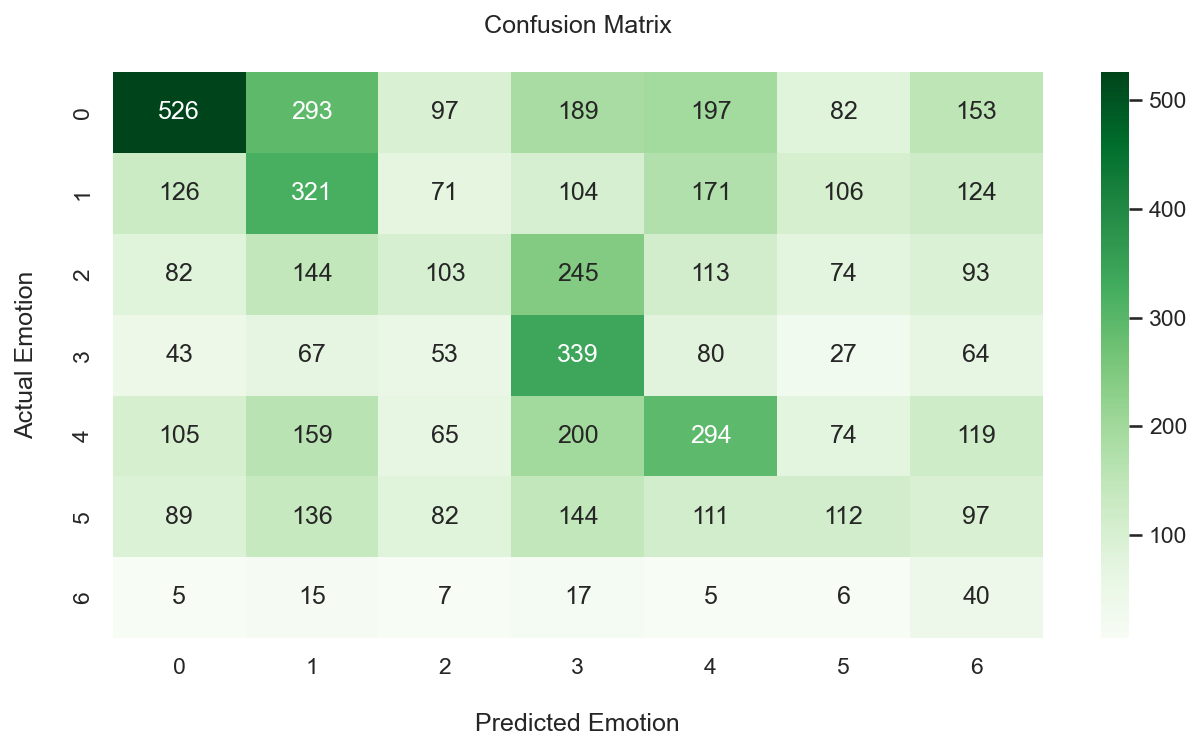 Confusion Matrix
Actual Emotion
0 526 293 97 189 197 82 153
1 126 321 71 104 171 106 124
2 82 144 103 245 113 74 93
3 43 67 53 339 80 27 64
4 105 159 65 200 294 74 119
5 89 136 82 144 111 112 97
6 5 15 7 17 5 6 40
0 1 2 3 4 5 6
Predicted Emotion
500
400
300
200
100